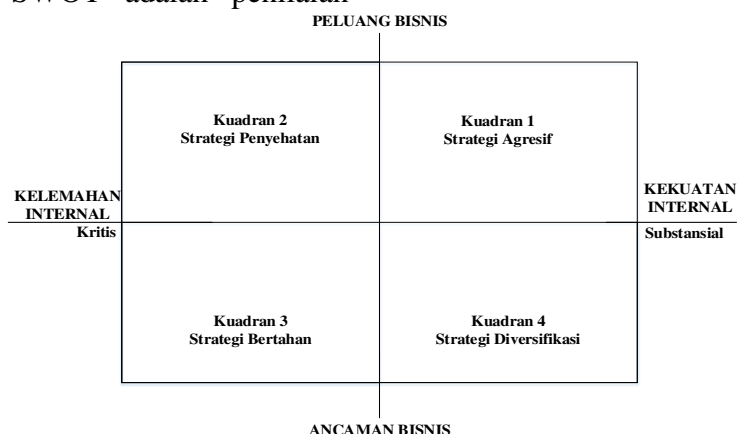 SWOT adalah penilaian
PELUANG BISNIS
Kuadran 2
Strategi Penyehatan
Kuadran 1
Strategi Agresif
KELEMAHAN
INTERNAL
Kritis
KEKUATAN
INTERNAL
Substansial
Kuadran 3
Strategi Bertahan
Kuadran 4
Strategi Diversifikasi
ANCAMAN BISNIS